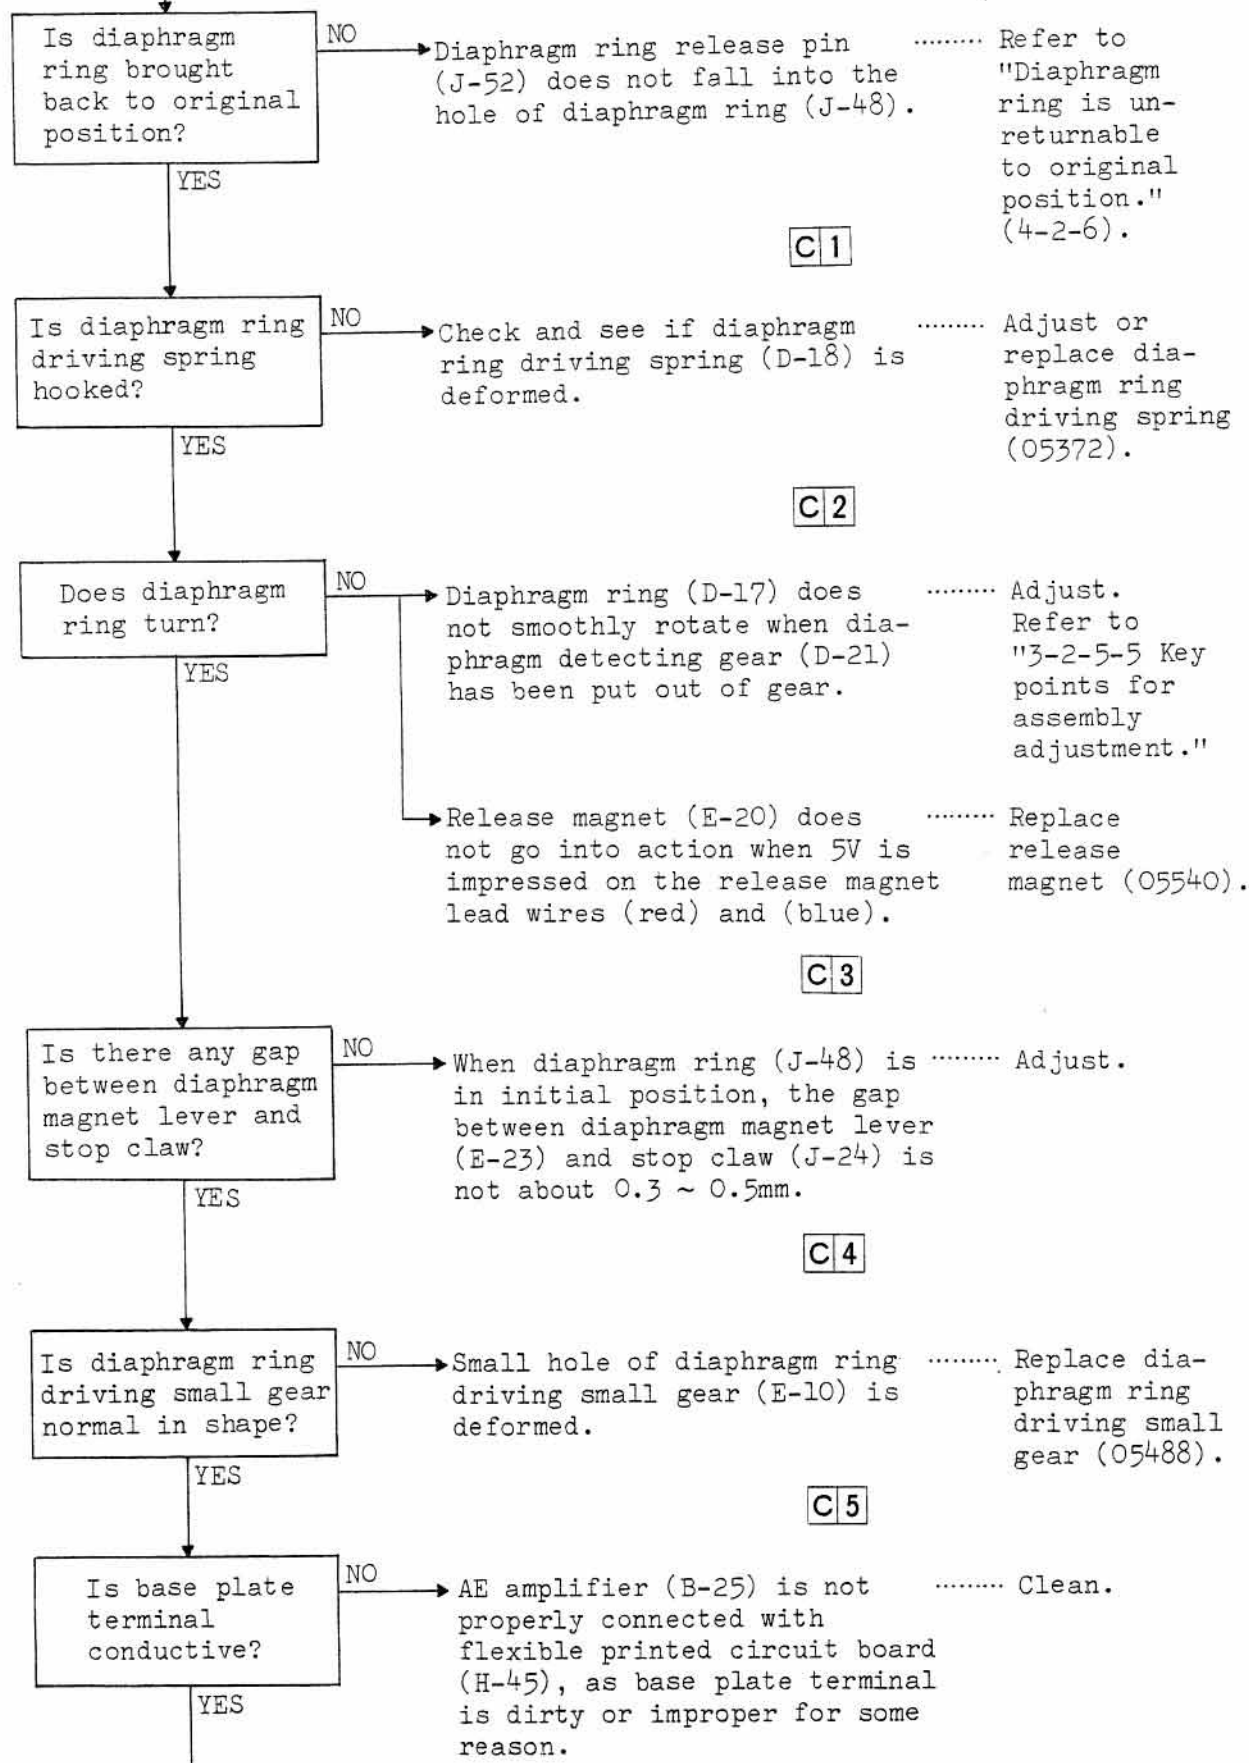 Is diaphragm
ring brought
back to original
position?
NO
Diaphragm ring release pin
(J-52) does not fall into the
hole of diaphragm ring (J-48).
......... Refer to
"Diaphragm
ring is un-
returnable
to original
position."
(4-2-6).
YES
C 1
Is diaphragm ring
driving spring
hooked?
NO
Check and see if diaphragm
ring driving spring (D-18) is
deformed.
......... Adjust or
replace dia-
phragm ring
driving spring
(05372).
YES
C 2
Does diaphragm
ring turn?
NO
Diaphragm ring (D-17) does
not smoothly rotate when dia-
phragm detecting gear (D-21)
has been put out of gear.
......... Adjust.
Refer to
"3-2-5-5 Key
points for
assembly
adjustment."
YES
Release magnet (E-20) does
not go into action when 5V is
impressed on the release magnet
lead wires (red) and (blue).
......... Replace
release
magnet (05540).
C 3
Is there any gap
between diaphragm
magnet lever and
stop claw?
NO
When diaphragm ring (J-48) is
in initial position, the gap
between diaphragm magnet lever
(E-23) and stop claw (J-24) is
not about 0.3 ~ 0.5mm.
......... Adjust.
YES
C 4
Is diaphragm ring
driving small gear
normal in shape?
NO
Small hole of diaphragm ring
driving small gear (E-10) is
deformed.
......... Replace dia-
phragm ring
driving small
gear (05488).
YES
C 5
Is base plate
terminal
conductive?
NO
AE amplifier (B-25) is not
properly connected with
flexible printed circuit board
(H-45), as base plate terminal
is dirty or improper for some
reason.
......... Clean.
YES